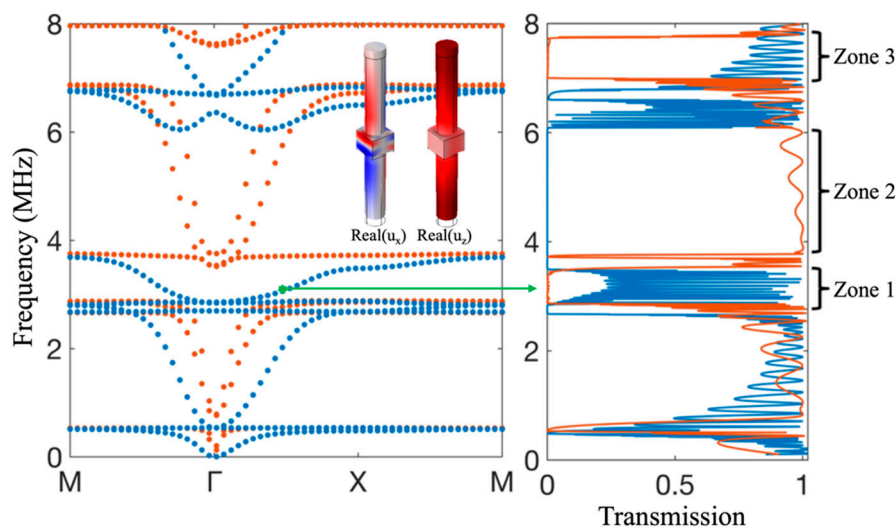 8
6
4
2
0
Frequency (MHz)
M
Γ
X
M
Real(uₓ)
Real(u_z)
8
6
4
2
0
0
0.5
1
Transmission
Zone 3
Zone 2
Zone 1